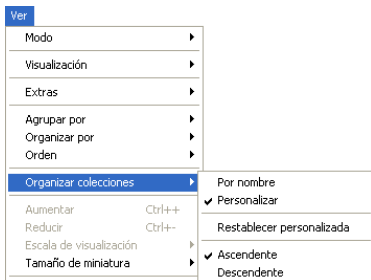 Ver
Modo
Visualización
Extras
Agrupar por
Organizar por
Orden
Organizar colecciones
Por nombre
Personalizar
Restablecer personalizada
Ascendente
Descendente
Aumentar Ctrl++
Reducir Ctrl+-
Escala de visualización
Tamaño de miniatura